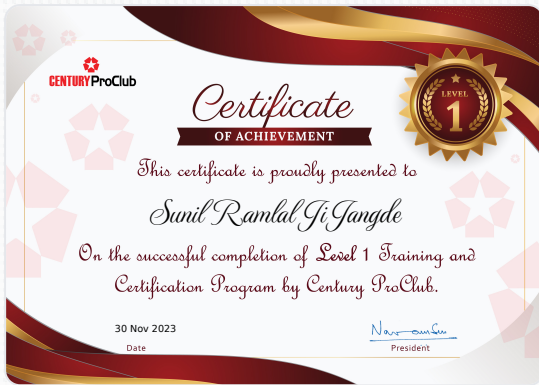 CENTURY ProClub
Certificate
OF ACHIEVEMENT
LEVEL
1
This certificate is proudly presented to
Sunil Ramlal Ji Jangde
On the successful completion of Level 1 Training and
Certification Program by Century ProClub.
30 Nov 2023
Date
President